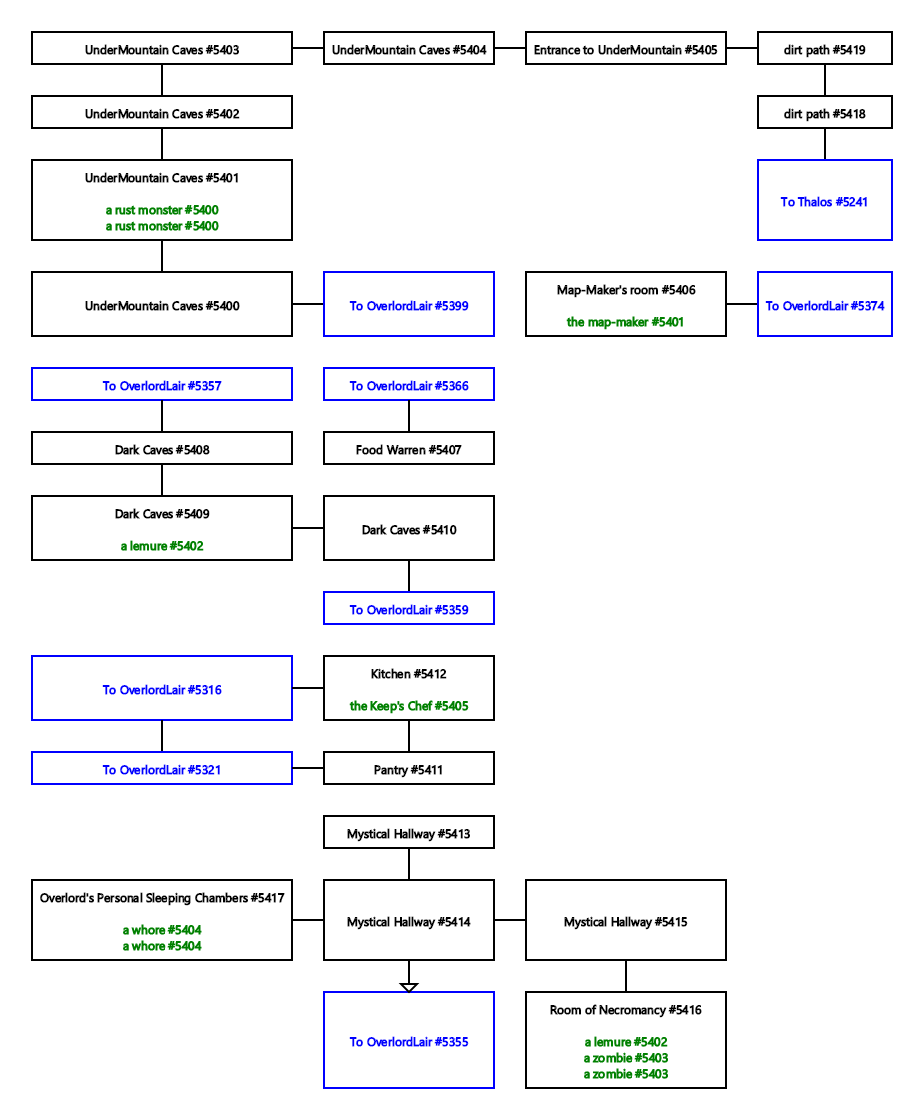 UnderMountain Caves #5403
UnderMountain Caves #5404
Entrance to UnderMountain #5405
dirt path #5419
UnderMountain Caves #5402
dirt path #5418
UnderMountain Caves #5401
a rust monster #5400
a rust monster #5400
To Thalos #5241
UnderMountain Caves #5400
To OverlordLair #5399
Map-Maker's room #5406
the map-maker #5401
To OverlordLair #5374
To OverlordLair #5357
To OverlordLair #5366
Dark Caves #5408
Food Warren #5407
Dark Caves #5409
a lemure #5402
Dark Caves #5410
To OverlordLair #5359
To OverlordLair #5316
Kitchen #5412
the Keep's Chef #5405
To OverlordLair #5321
Pantry #5411
Mystical Hallway #5413
Overlord's Personal Sleeping Chambers #5417
a whore #5404
a whore #5404
Mystical Hallway #5414
Mystical Hallway #5415
To OverlordLair #5355
Room of Necromancy #5416
a lemure #5402
a zombie #5403
a zombie #5403